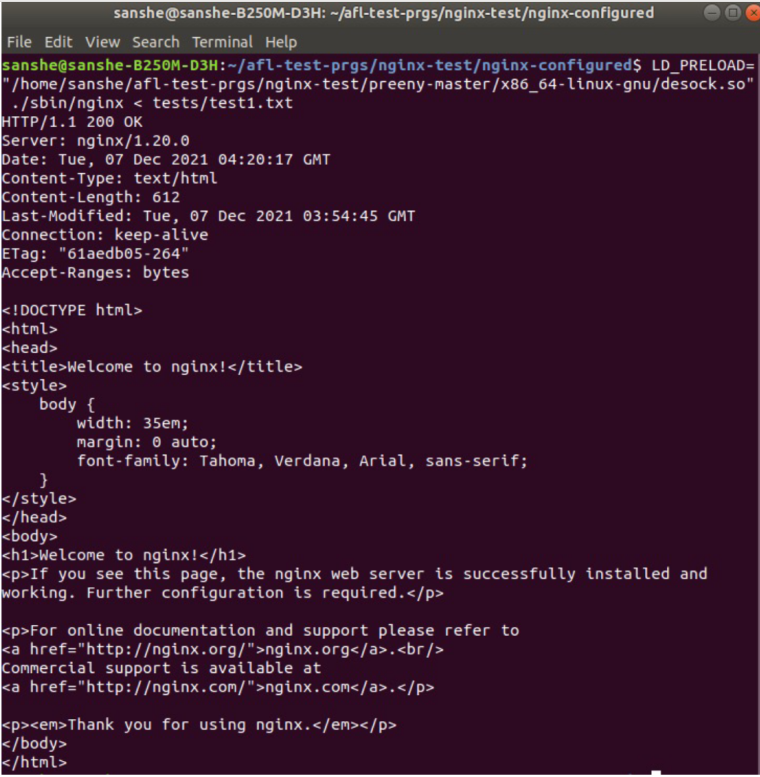 sanshe@sanshe-B250M-D3H: ~/afl-test-prgs/nginx-test/nginx-configured
File Edit View Search Terminal Help
sanshe@sanshe-B250M-D3H:~/afl-test-prgs/nginx-test/nginx-configured$ LD_PRELOAD=
"/home/sanshe/afl-test-prgs/nginx-test/preeny-master/x86_64-linux-gnu/desock.so"
 ./sbin/nginx < tests/test1.txt
HTTP/1.1 200 OK
Server: nginx/1.20.0
Date: Tue, 07 Dec 2021 04:20:17 GMT
Content-Type: text/html
Content-Length: 612
Last-Modified: Tue, 07 Dec 2021 03:54:45 GMT
Connection: keep-alive
ETag: "61aedb05-264"
Accept-Ranges: bytes

<!DOCTYPE html>
<html>
<head>
<title>Welcome to nginx!</title>
<style>
    body {
        width: 35em;
        margin: 0 auto;
        font-family: Tahoma, Verdana, Arial, sans-serif;
    }
</style>
</head>
<body>
<h1>Welcome to nginx!</h1>
<p>If you see this page, the nginx web server is successfully installed and
working. Further configuration is required.</p>

<p>For online documentation and support please refer to
<a href="http://nginx.org/">nginx.org</a>.<br/>
Commercial support is available at
<a href="http://nginx.com/">nginx.com</a>.</p>

<p><em>Thank you for using nginx.</em></p>
</body>
</html>